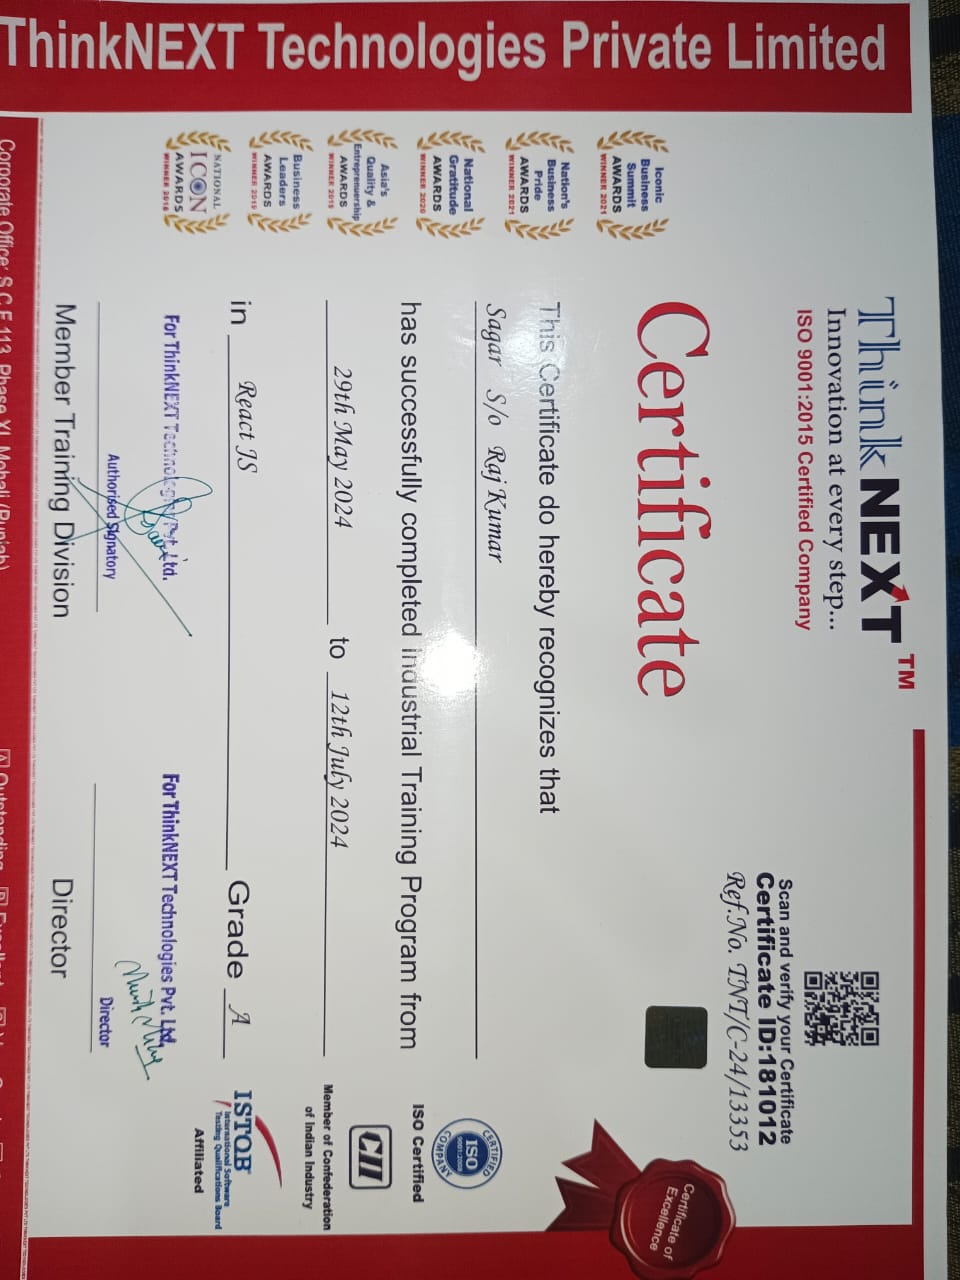 ThinkNEXT Technologies Private Limited
Think NEXT TM
Innovation at every step...
ISO 9001:2015 Certified Company
Scan and verify your Certificate
Certificate ID:181012
Ref.No. TNT/C-24/13353
Iconic
Business
Summit
AWARDS
WINNER 2021
Nation's
Business
Pride
AWARDS
WINNER 2021
National
Gratitude
AWARDS
WINNER 2020
Asia's
Quality &
Entreprenuership
AWARDS
WINNER 2019
Business
Leaders
AWARDS
WINNER 2019
NATIONAL
ICON
AWARDS
WINNER 2018
Certificate
Certificate of
Excellence
This Certificate do hereby recognizes that
Sagar S/o Raj Kumar
has successfully completed Industrial Training Program from
29th May 2024 to 12th July 2024
in React JS Grade A
CERTIFIED
ISO
COMPANY
ISO Certified
CII
Member of Confederation
of Indian Industry
ISTQB
International Software
Testing Qualifications Board
Affiliated
For ThinkNEXT Technologies Pvt. Ltd.
Authorised Signatory
Member Training Division
For ThinkNEXT Technologies Pvt. Ltd.
Director
Director
Corporate Office: S.C.F. 113, Phase XI, Mohali (Punjab)
A Outstanding B Excellent